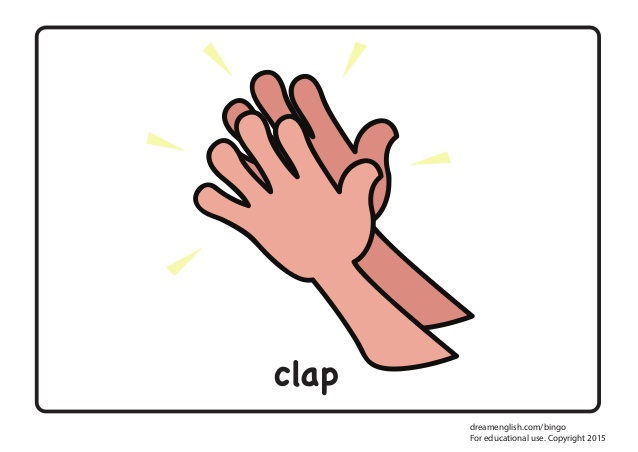 clap
dreamenglish.com/bingo
For educational use. Copyright 2015